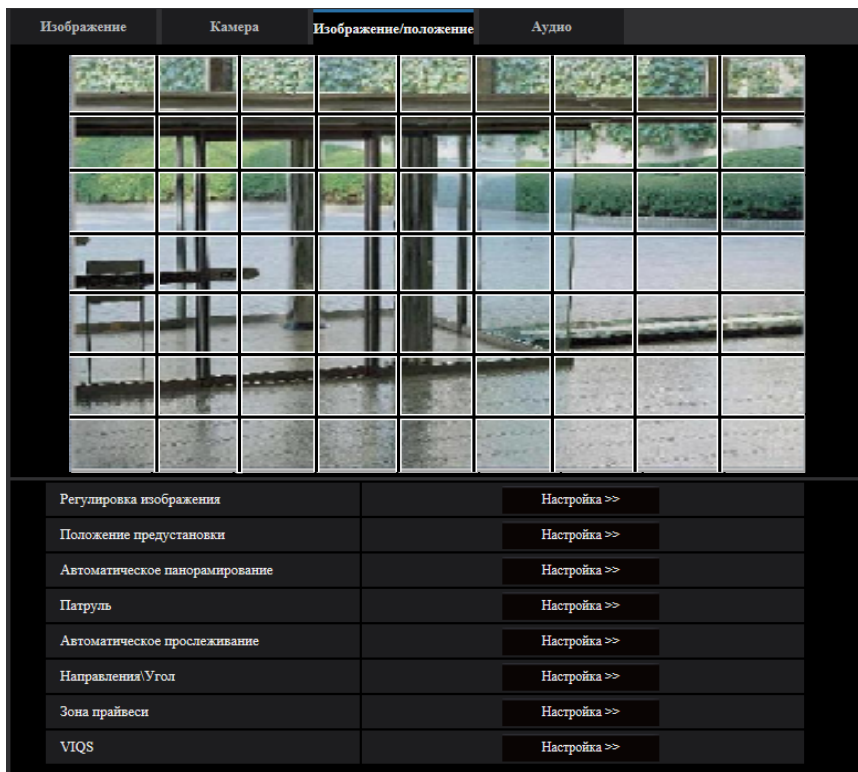 Изображение Камера Изображение/положение Аудио
Регулировка изображения Настройка >>
Положение предустановки Настройка >>
Автоматическое панорамирование Настройка >>
Патруль Настройка >>
Автоматическое прослеживание Настройка >>
Направления\Угол Настройка >>
Зона прайвеси Настройка >>
VIQS Настройка >>